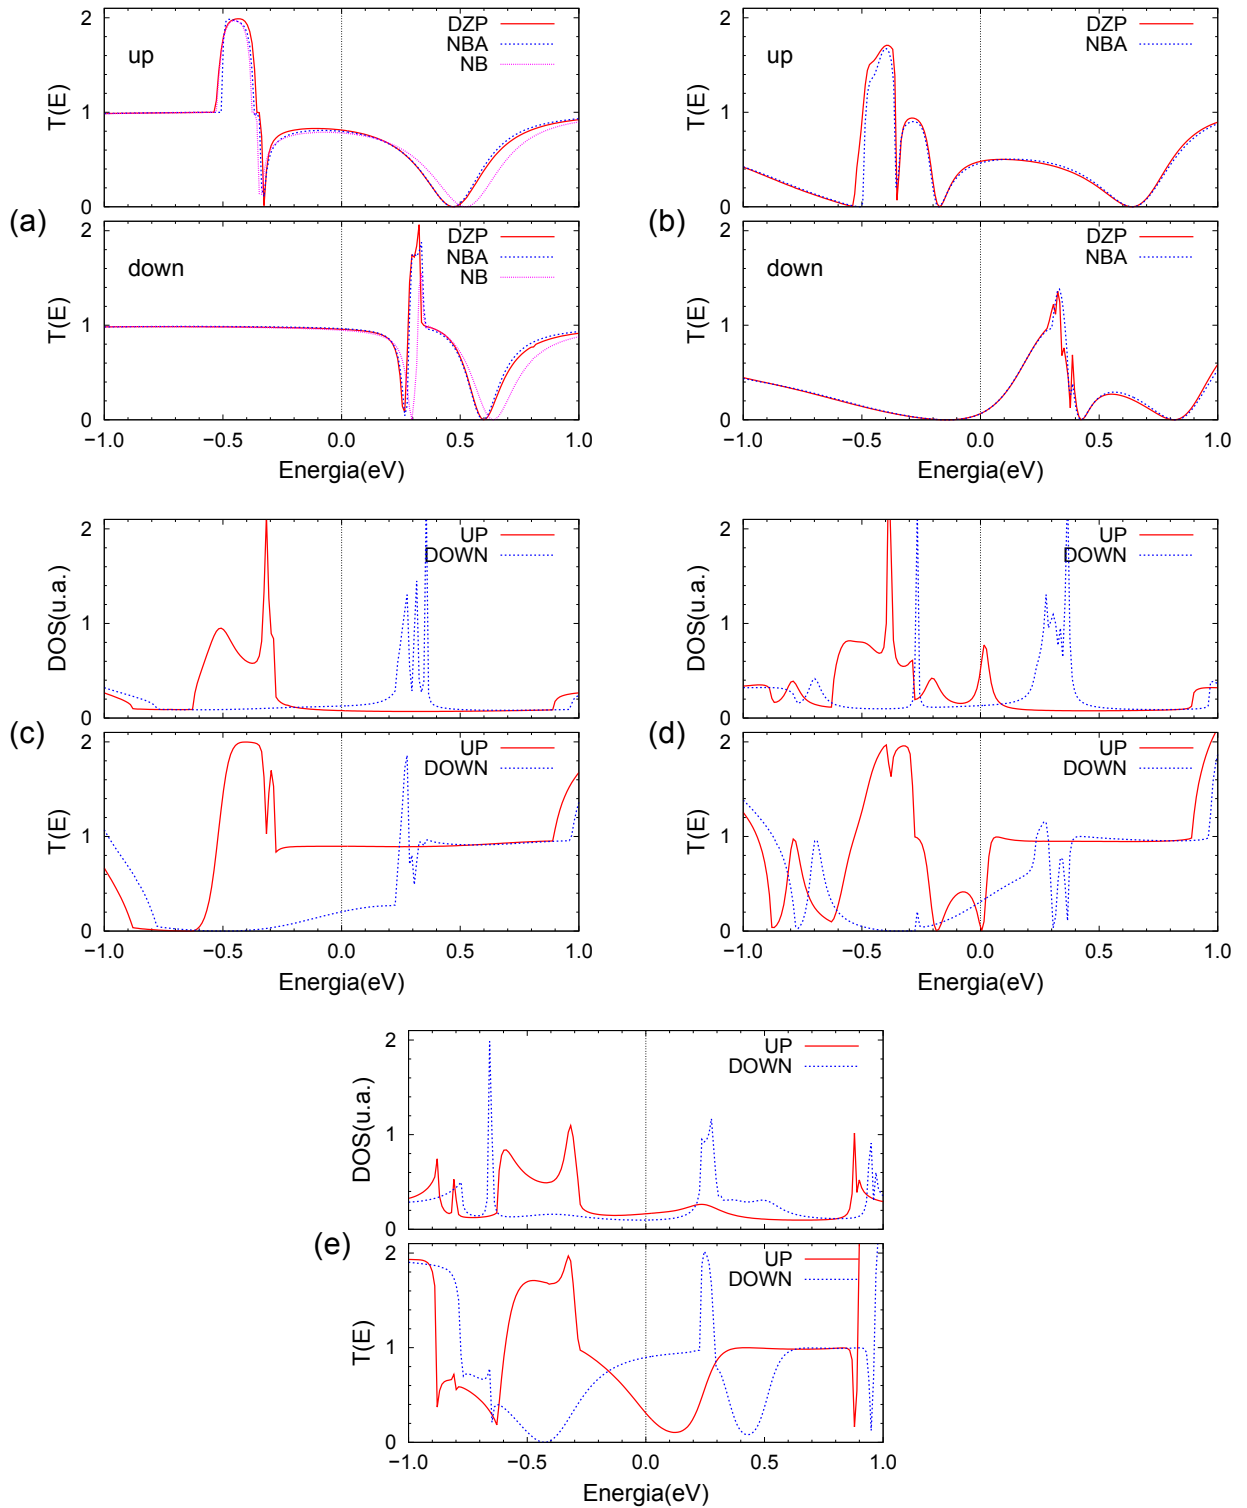 (a)
up
DZP
NBA
NB
T(E)
2
1
0
down
DZP
NBA
NB
T(E)
2
1
0
−1.0 −0.5 0.0 0.5 1.0
Energia(eV)
(b)
up
DZP
NBA
T(E)
2
1
0
down
DZP
NBA
T(E)
2
1
0
−1.0 −0.5 0.0 0.5 1.0
Energia(eV)
(c)
UP
DOWN
DOS(u.a.)
2
1
0
UP
DOWN
T(E)
2
1
0
−1.0 −0.5 0.0 0.5 1.0
Energia(eV)
(d)
UP
DOWN
DOS(u.a.)
2
1
0
UP
DOWN
T(E)
2
1
0
−1.0 −0.5 0.0 0.5 1.0
Energia(eV)
(e)
UP
DOWN
DOS(u.a.)
2
1
0
UP
DOWN
T(E)
2
1
0
−1.0 −0.5 0.0 0.5 1.0
Energia(eV)